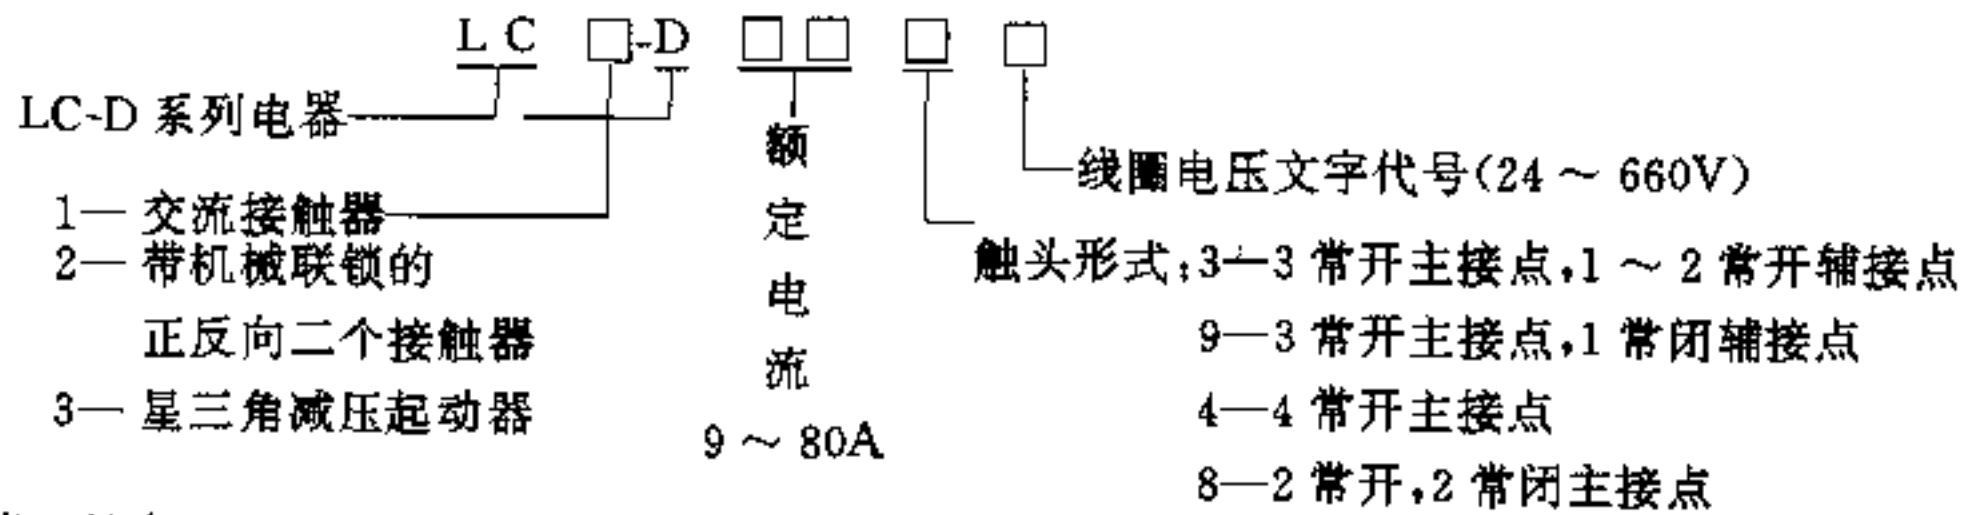 LC □-D □□ □ □
LC-D 系列电器
1— 交流接触器
2— 带机械联锁的
正反向二个接触器
3— 星三角减压起动器
额定电流
9～80A
线圈电压文字代号(24～660V)
触头形式:3—3 常开主接点,1～2 常开辅接点
9—3 常开主接点,1 常闭辅接点
4—4 常开主接点
8—2 常开,2 常闭主接点